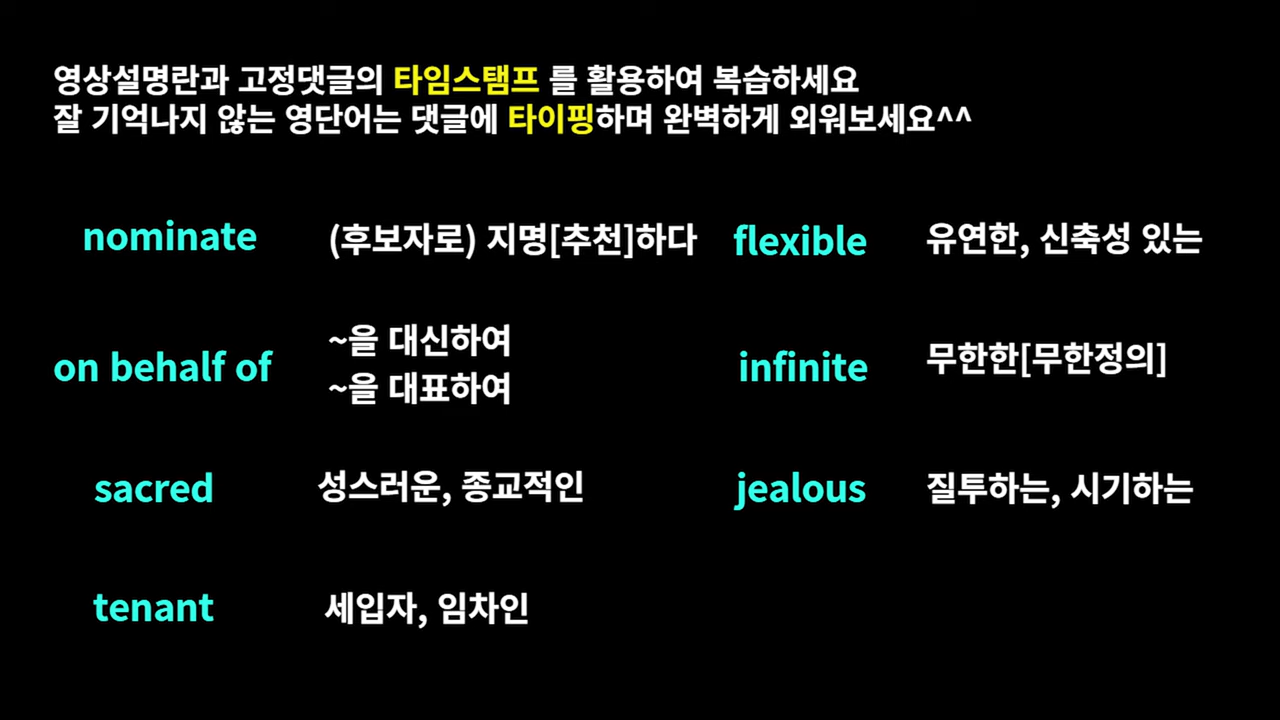 영상설명란과 고정댓글의 타임스탬프 를 활용하여 복습하세요
잘 기억나지 않는 영단어는 댓글에 타이핑하며 완벽하게 외워보세요^^
nominate (후보자로) 지명[추천]하다
flexible 유연한, 신축성 있는
on behalf of
~을 대신하여
~을 대표하여
infinite 무한한[무한정의]
sacred 성스러운, 종교적인
jealous 질투하는, 시기하는
tenant 세입자, 임차인